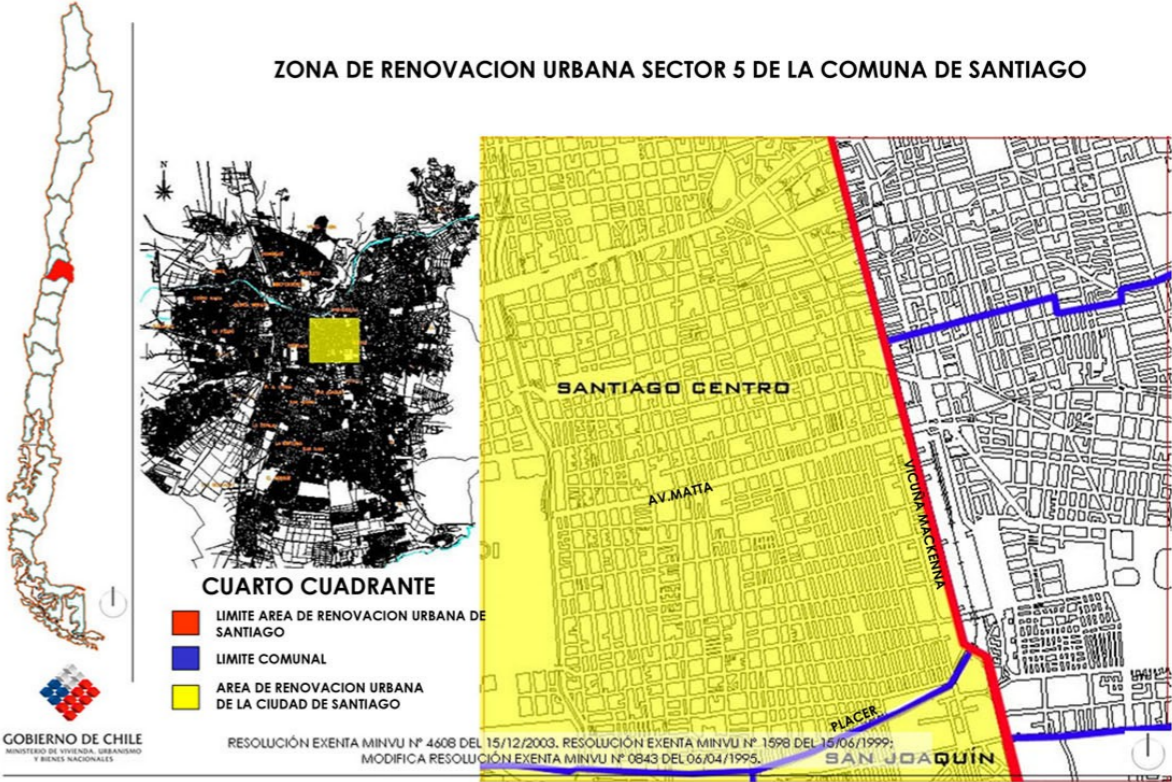 ZONA DE RENOVACION URBANA SECTOR 5 DE LA COMUNA DE SANTIAGO
N
SANTIAGO CENTRO
AV.MATTA
VICUÑA MACKENNA
PLACER
SAN JOAQUÍN
CUARTO CUADRANTE
LIMITE AREA DE RENOVACION URBANA DE
SANTIAGO
LIMITE COMUNAL
AREA DE RENOVACION URBANA
DE LA CIUDAD DE SANTIAGO
GOBIERNO DE CHILE
MINISTERIO DE VIVIENDA, URBANISMO
Y BIENES NACIONALES
RESOLUCIÓN EXENTA MINVU Nº 4608 DEL 15/12/2003. RESOLUCIÓN EXENTA MINVU Nº 1598 DEL 15/06/1999;
MODIFICA RESOLUCIÓN EXENTA MINVU Nº 0843 DEL 06/04/1995.